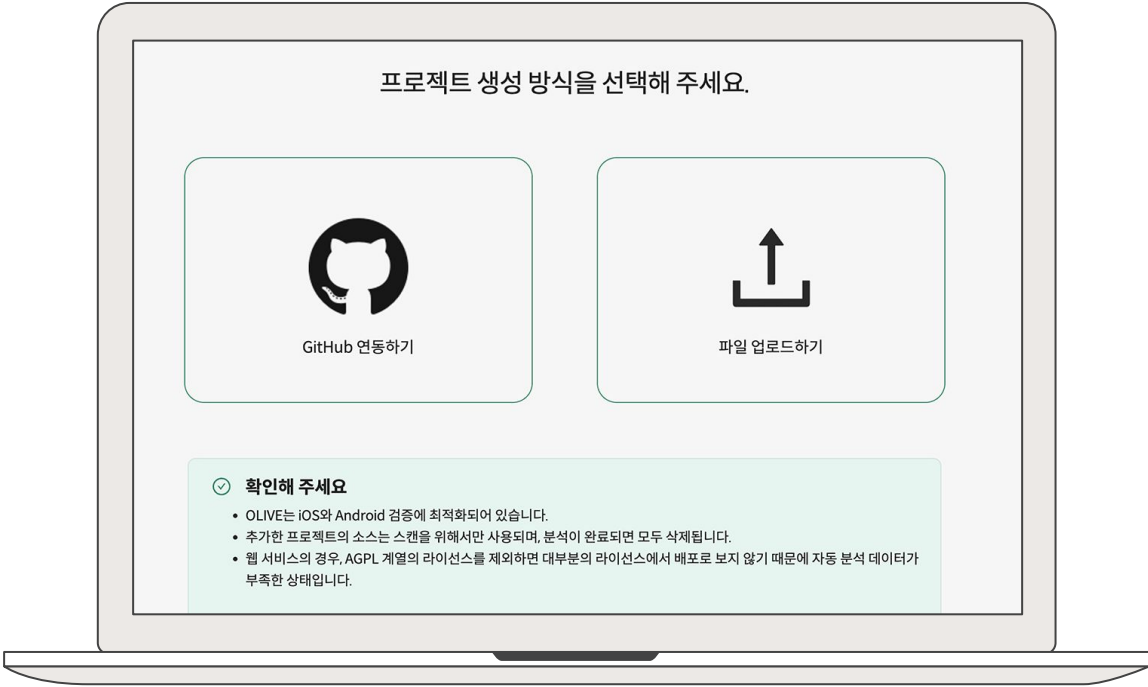 프로젝트 생성 방식을 선택해 주세요.
GitHub 연동하기
파일 업로드하기
확인해 주세요
• OLIVE는 iOS와 Android 검증에 최적화되어 있습니다.
• 추가한 프로젝트의 소스는 스캔을 위해서만 사용되며, 분석이 완료되면 모두 삭제됩니다.
• 웹 서비스의 경우, AGPL 계열의 라이선스를 제외하면 대부분의 라이선스에서 배포로 보지 않기 때문에 자동 분석 데이터가
부족한 상태입니다.